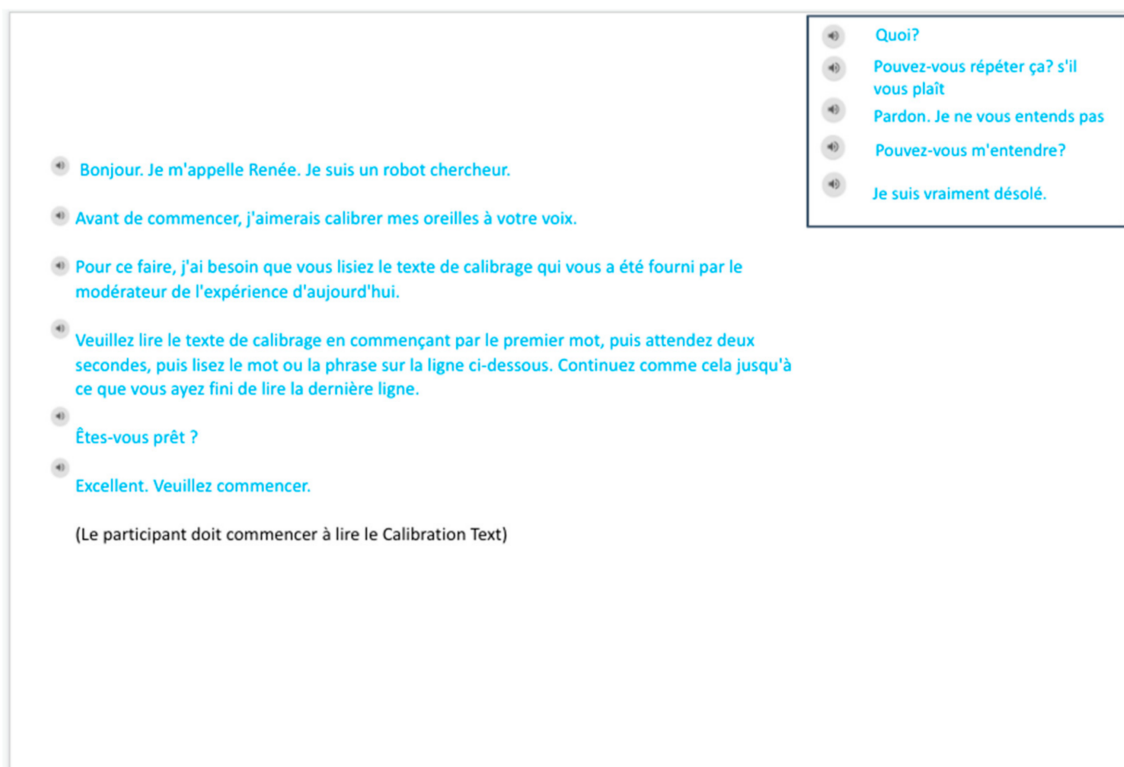 Quoi?
Pouvez-vous répéter ça? s'il
vous plaît
Pardon. Je ne vous entends pas
Pouvez-vous m'entendre?
Je suis vraiment désolé.
Bonjour. Je m'appelle Renée. Je suis un robot chercheur.
Avant de commencer, j'aimerais calibrer mes oreilles à votre voix.
Pour ce faire, j'ai besoin que vous lisiez le texte de calibrage qui vous a été fourni par le
modérateur de l'expérience d'aujourd'hui.
Veuillez lire le texte de calibrage en commençant par le premier mot, puis attendez deux
secondes, puis lisez le mot ou la phrase sur la ligne ci-dessous. Continuez comme cela jusqu'à
ce que vous ayez fini de lire la dernière ligne.
Êtes-vous prêt ?
Excellent. Veuillez commencer.
(Le participant doit commencer à lire le Calibration Text)